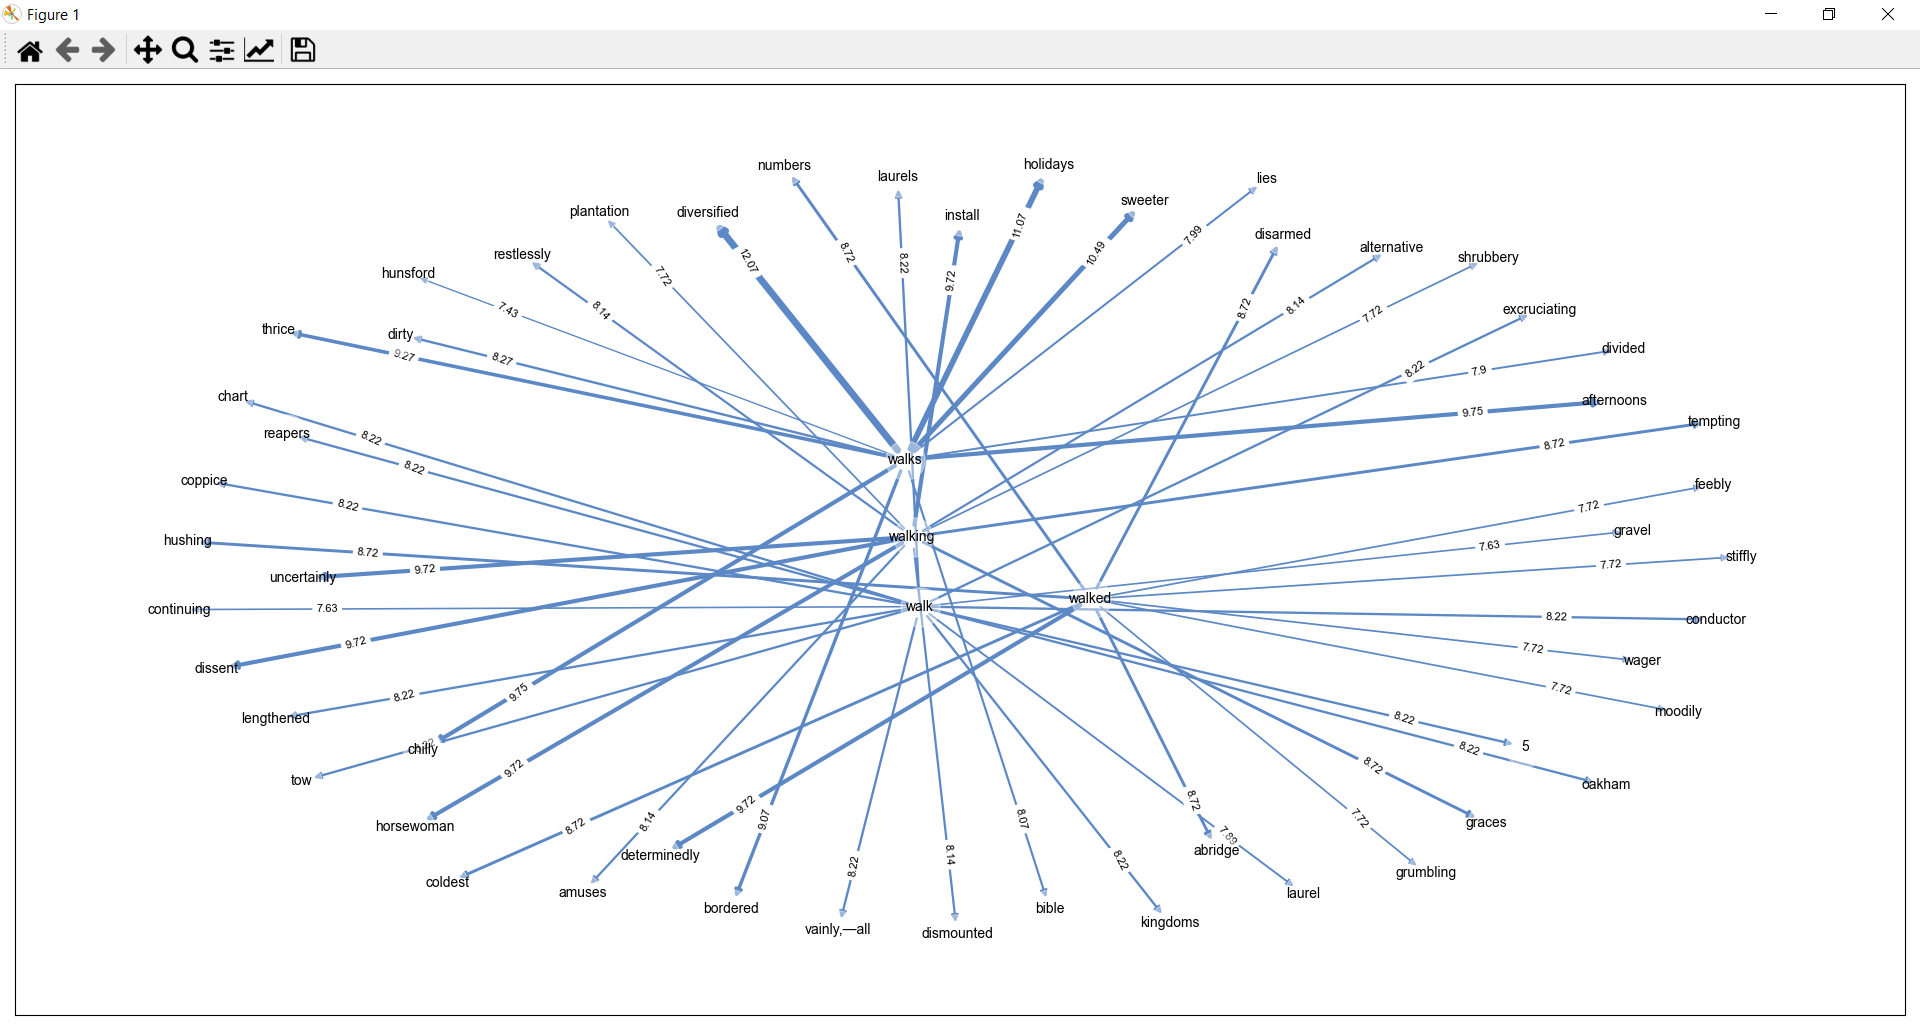 Figure 1
numbers
laurels
holidays
lies
plantation
diversified
install
sweeter
disarmed
alternative
shrubbery
restlessly
hunsford
excruciating
thrice
dirty
divided
chart
afternoons
tempting
reapers
coppice
feebly
hushing
gravel
stiffly
uncertainly
continuing
conductor
dissent
wager
lengthened
moodily
chilly
5
tow
oakham
horsewoman
graces
determinedly
abridge
coldest
amuses
grumbling
laurel
bordered
bible
kingdoms
vainly,—all
dismounted
walks
walking
walk
walked
12.07
8.72
8.22
9.72
11.07
10.49
7.99
8.72
8.14
7.72
8.22
7.9
9.75
8.72
7.72
8.14
7.43
9.27
8.27
8.22
8.22
8.22
8.72
9.72
7.63
9.72
8.22
9.75
9.72
8.72
8.14
9.72
9.07
8.22
8.14
8.07
8.22
8.72
7.89
7.72
8.72
8.22
8.22
7.72
7.72
8.22
7.72
7.63
7.72